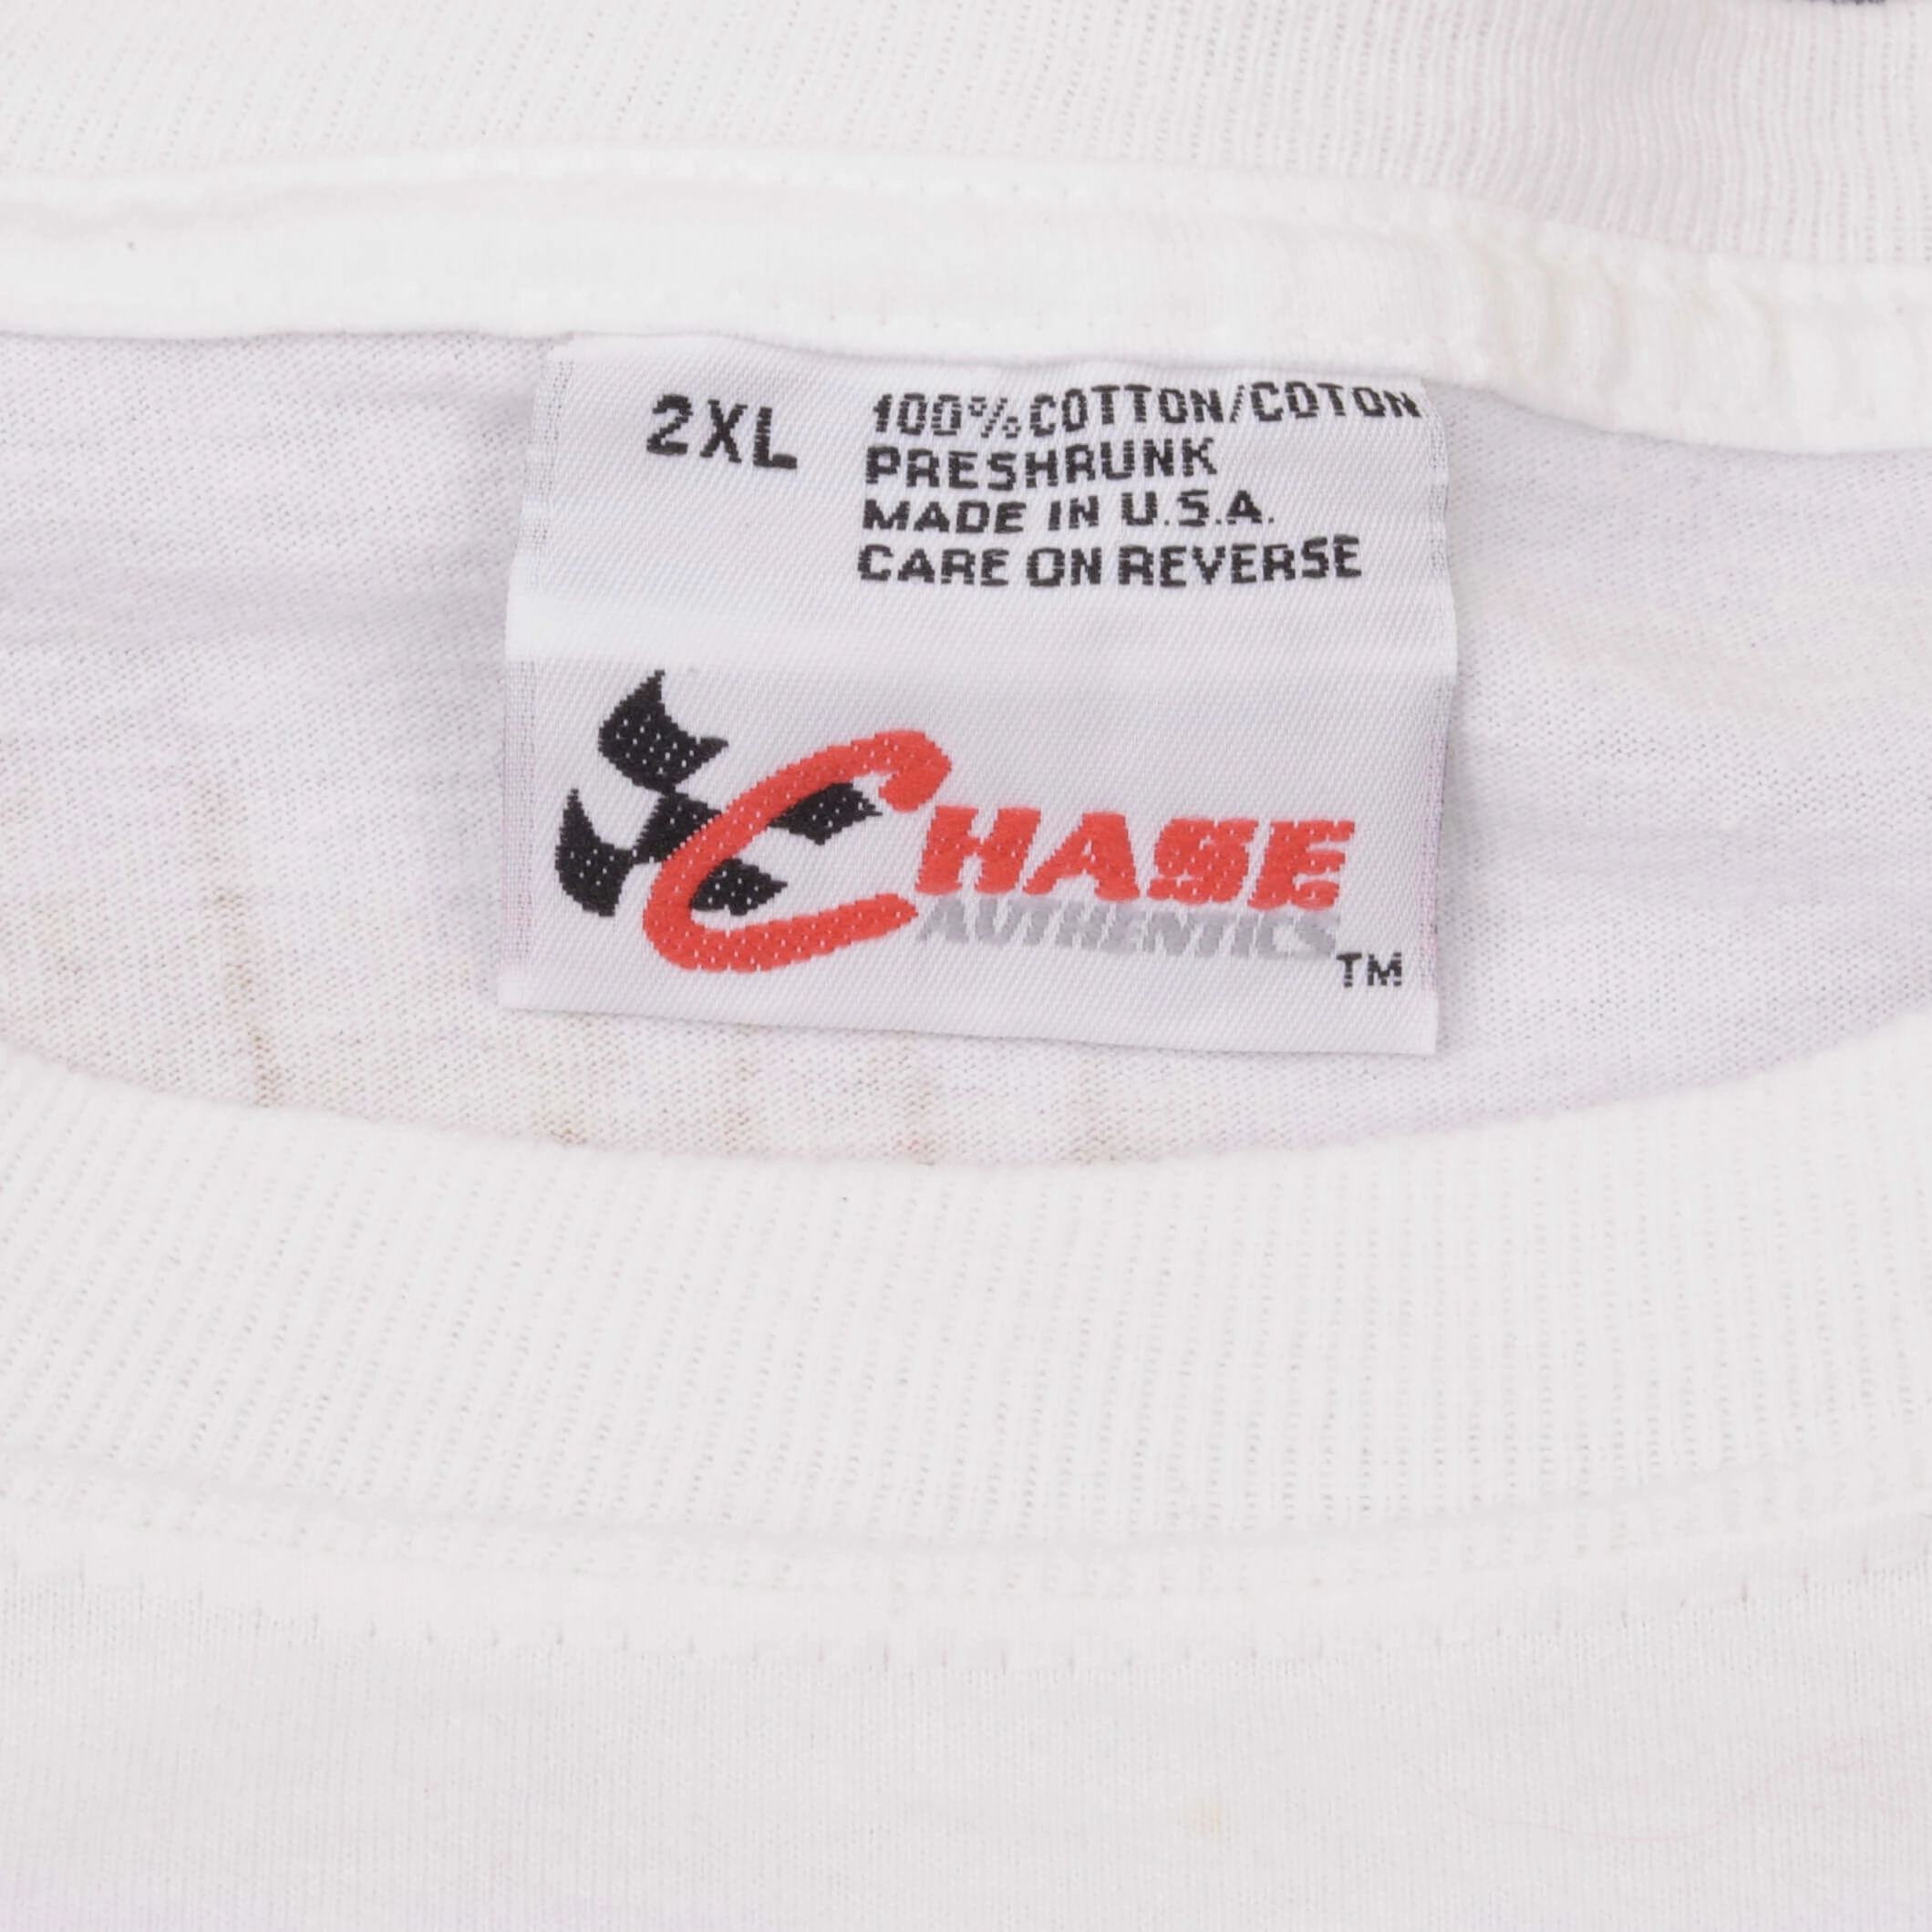 2XL
100% COTTON/COTON
PRESHRUNK
MADE IN U.S.A.
CARE ON REVERSE
CHASE
AUTHENTICS
TM